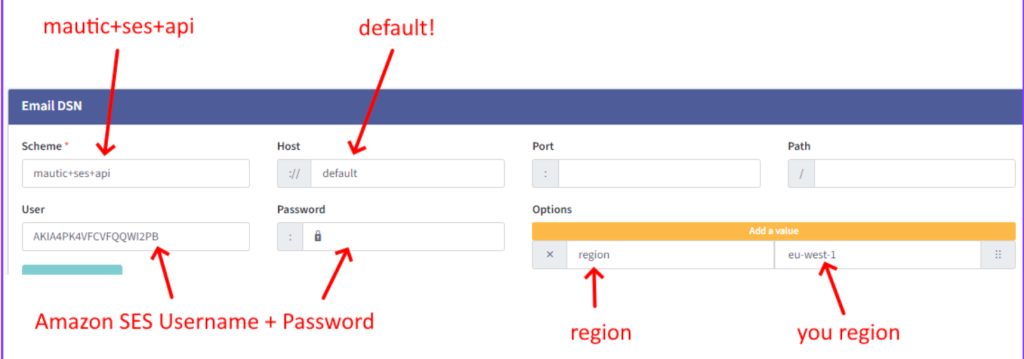 mautic+ses+api
default!
Email DSN
Scheme *
Host
Port
Path
mautic+ses+api
://
default
:
/
User
Password
Options
AKIA4PK4VFCVFQQWI2PB
:
Add a value
× region eu-west-1
Amazon SES Username + Password
region
you region